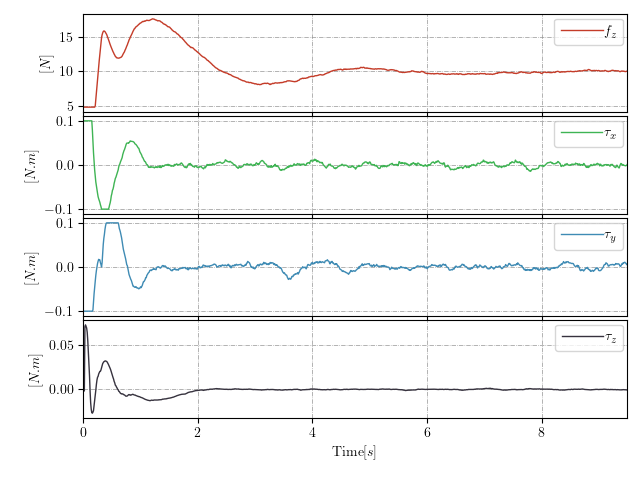 15
10
5
[N]
f_z
0.1
0.0
−0.1
[N.m]
τ_x
0.1
0.0
−0.1
[N.m]
τ_y
0.05
0.00
[N.m]
τ_z
0 2 4 6 8
Time[s]